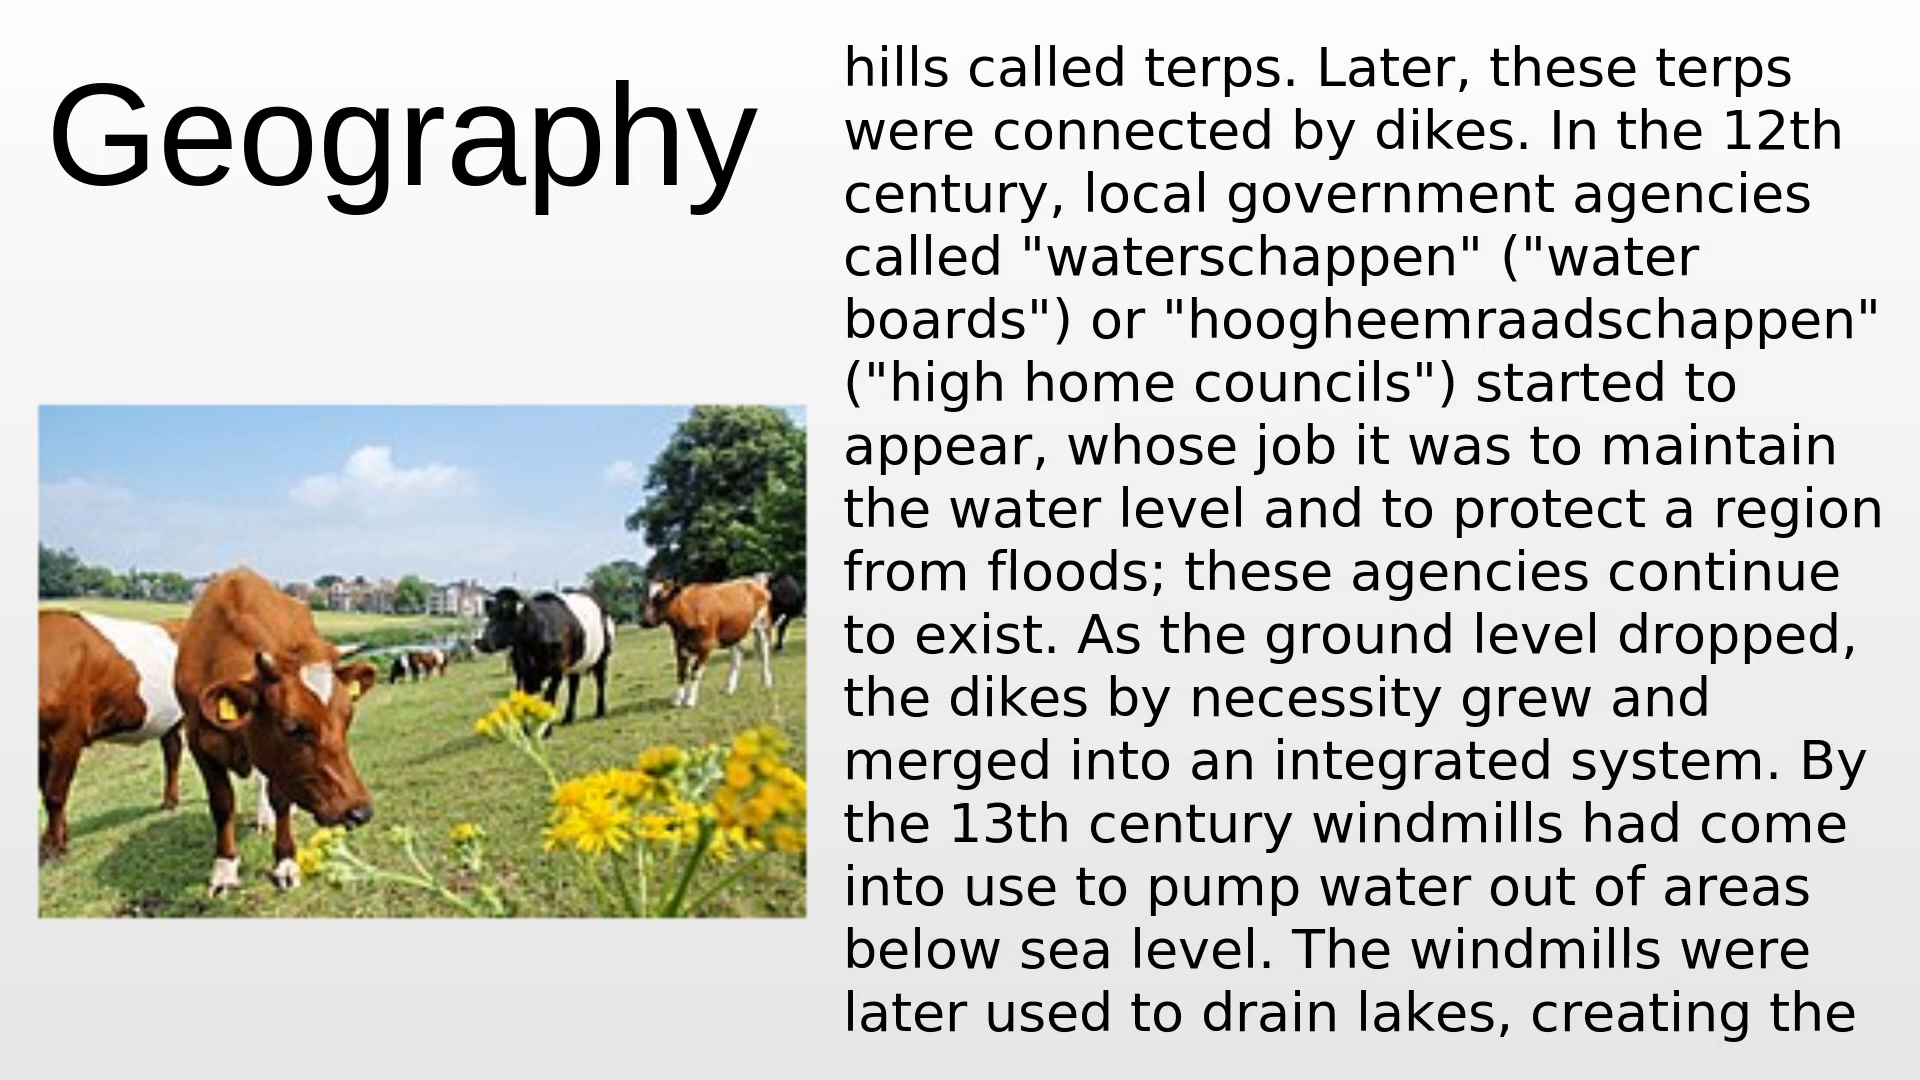 Geography
hills called terps. Later, these terps
were connected by dikes. In the 12th
century, local government agencies
called "waterschappen" ("water
boards") or "hoogheemraadschappen"
("high home councils") started to
appear, whose job it was to maintain
the water level and to protect a region
from floods; these agencies continue
to exist. As the ground level dropped,
the dikes by necessity grew and
merged into an integrated system. By
the 13th century windmills had come
into use to pump water out of areas
below sea level. The windmills were
later used to drain lakes, creating the